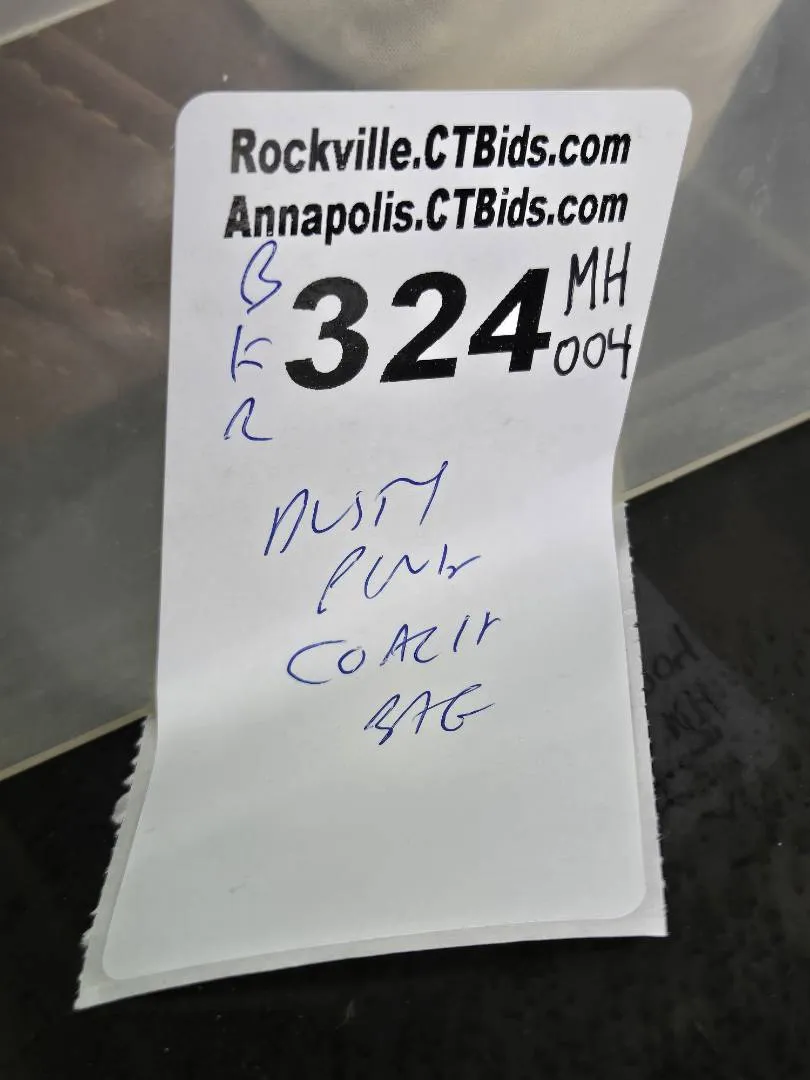 Rockville.CTBids.com
Annapolis.CTBids.com
324
MH
004
DUSTY
PINK
COACH
BAG